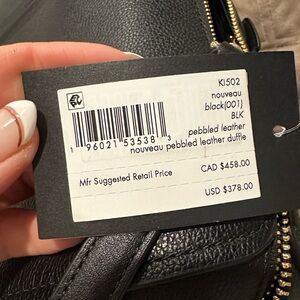 KI502
nouveau
black(001)
BLK
pebbled leather
nouveau pebbled leather duffle
1 96021 53538 3
Mfr Suggested Retail Price
CAD $458.00
USD $378.00